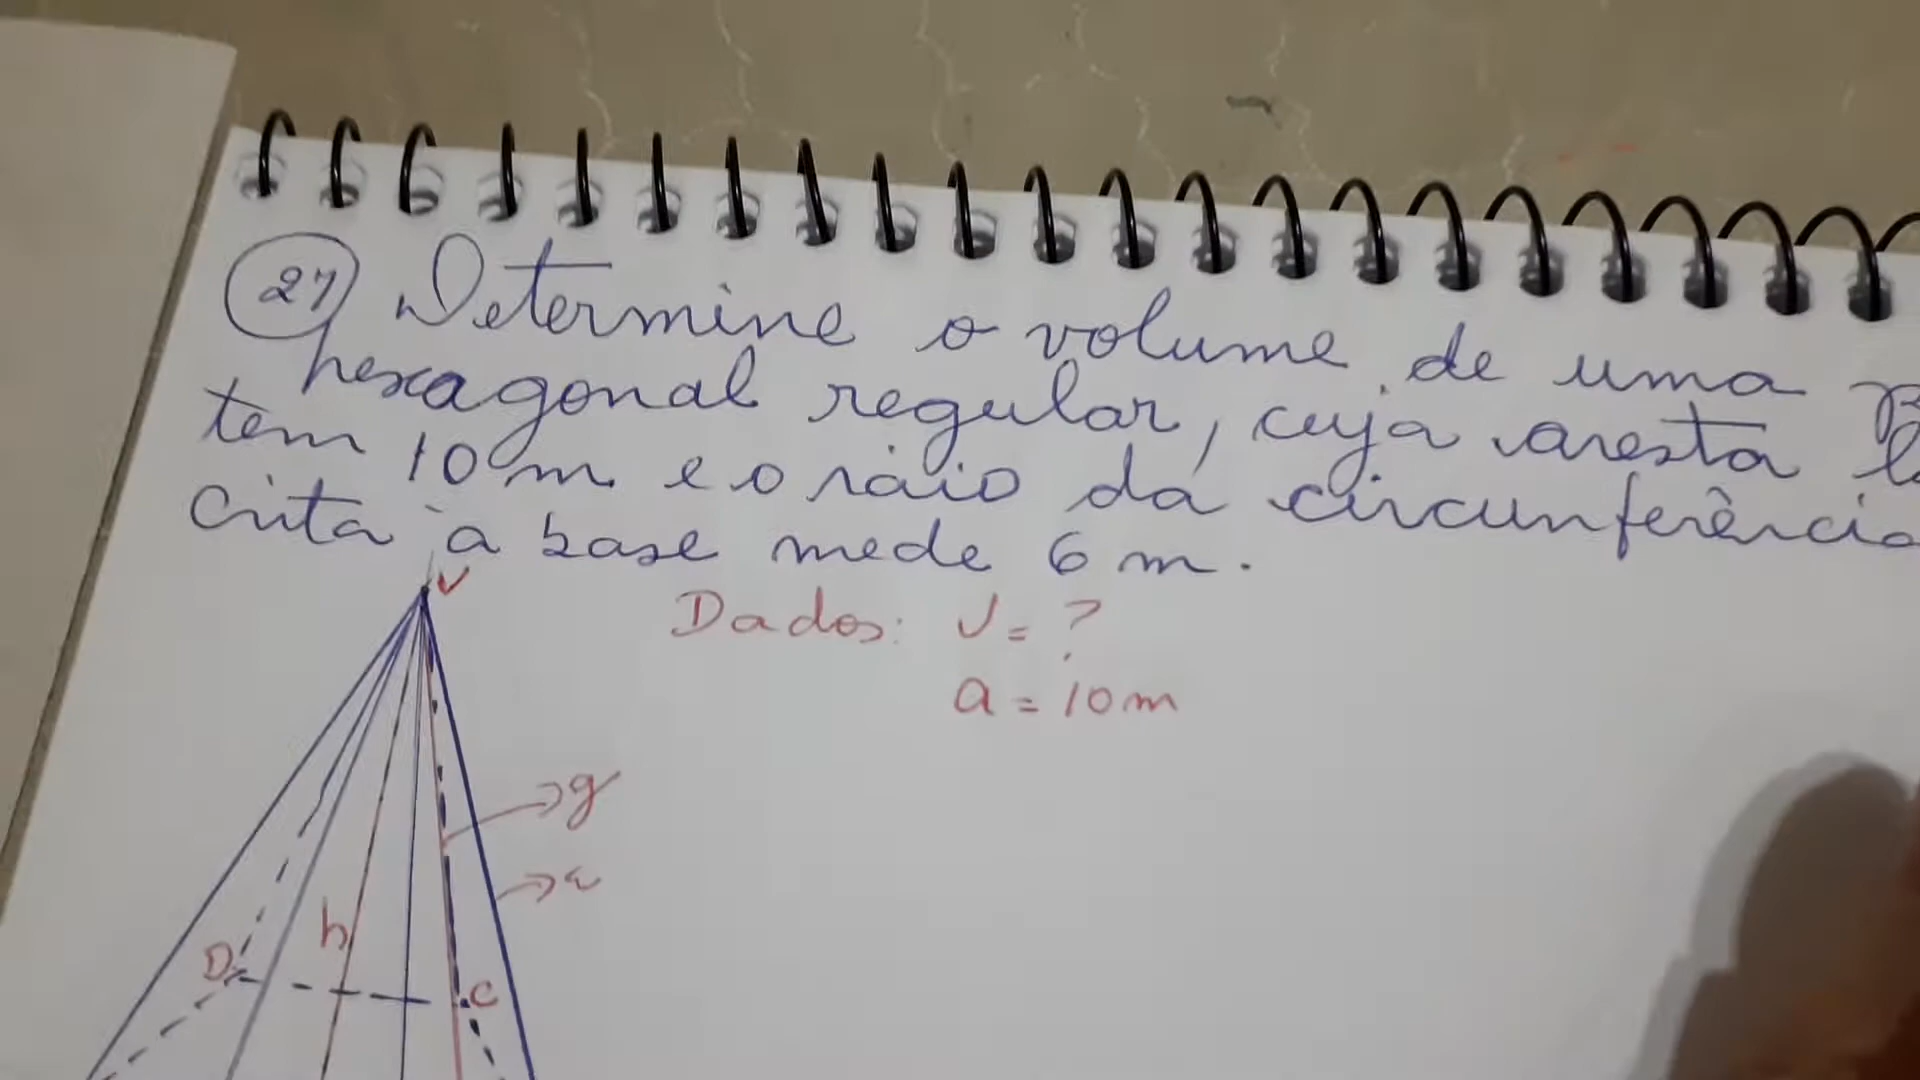 27 Determine o volume de uma
hexagonal regular, cuja aresta
tem 10 m e o raio da circunferência
crita à base mede 6 m.
V
Dados: V = ?
a = 10 m
g
a
h
D
C